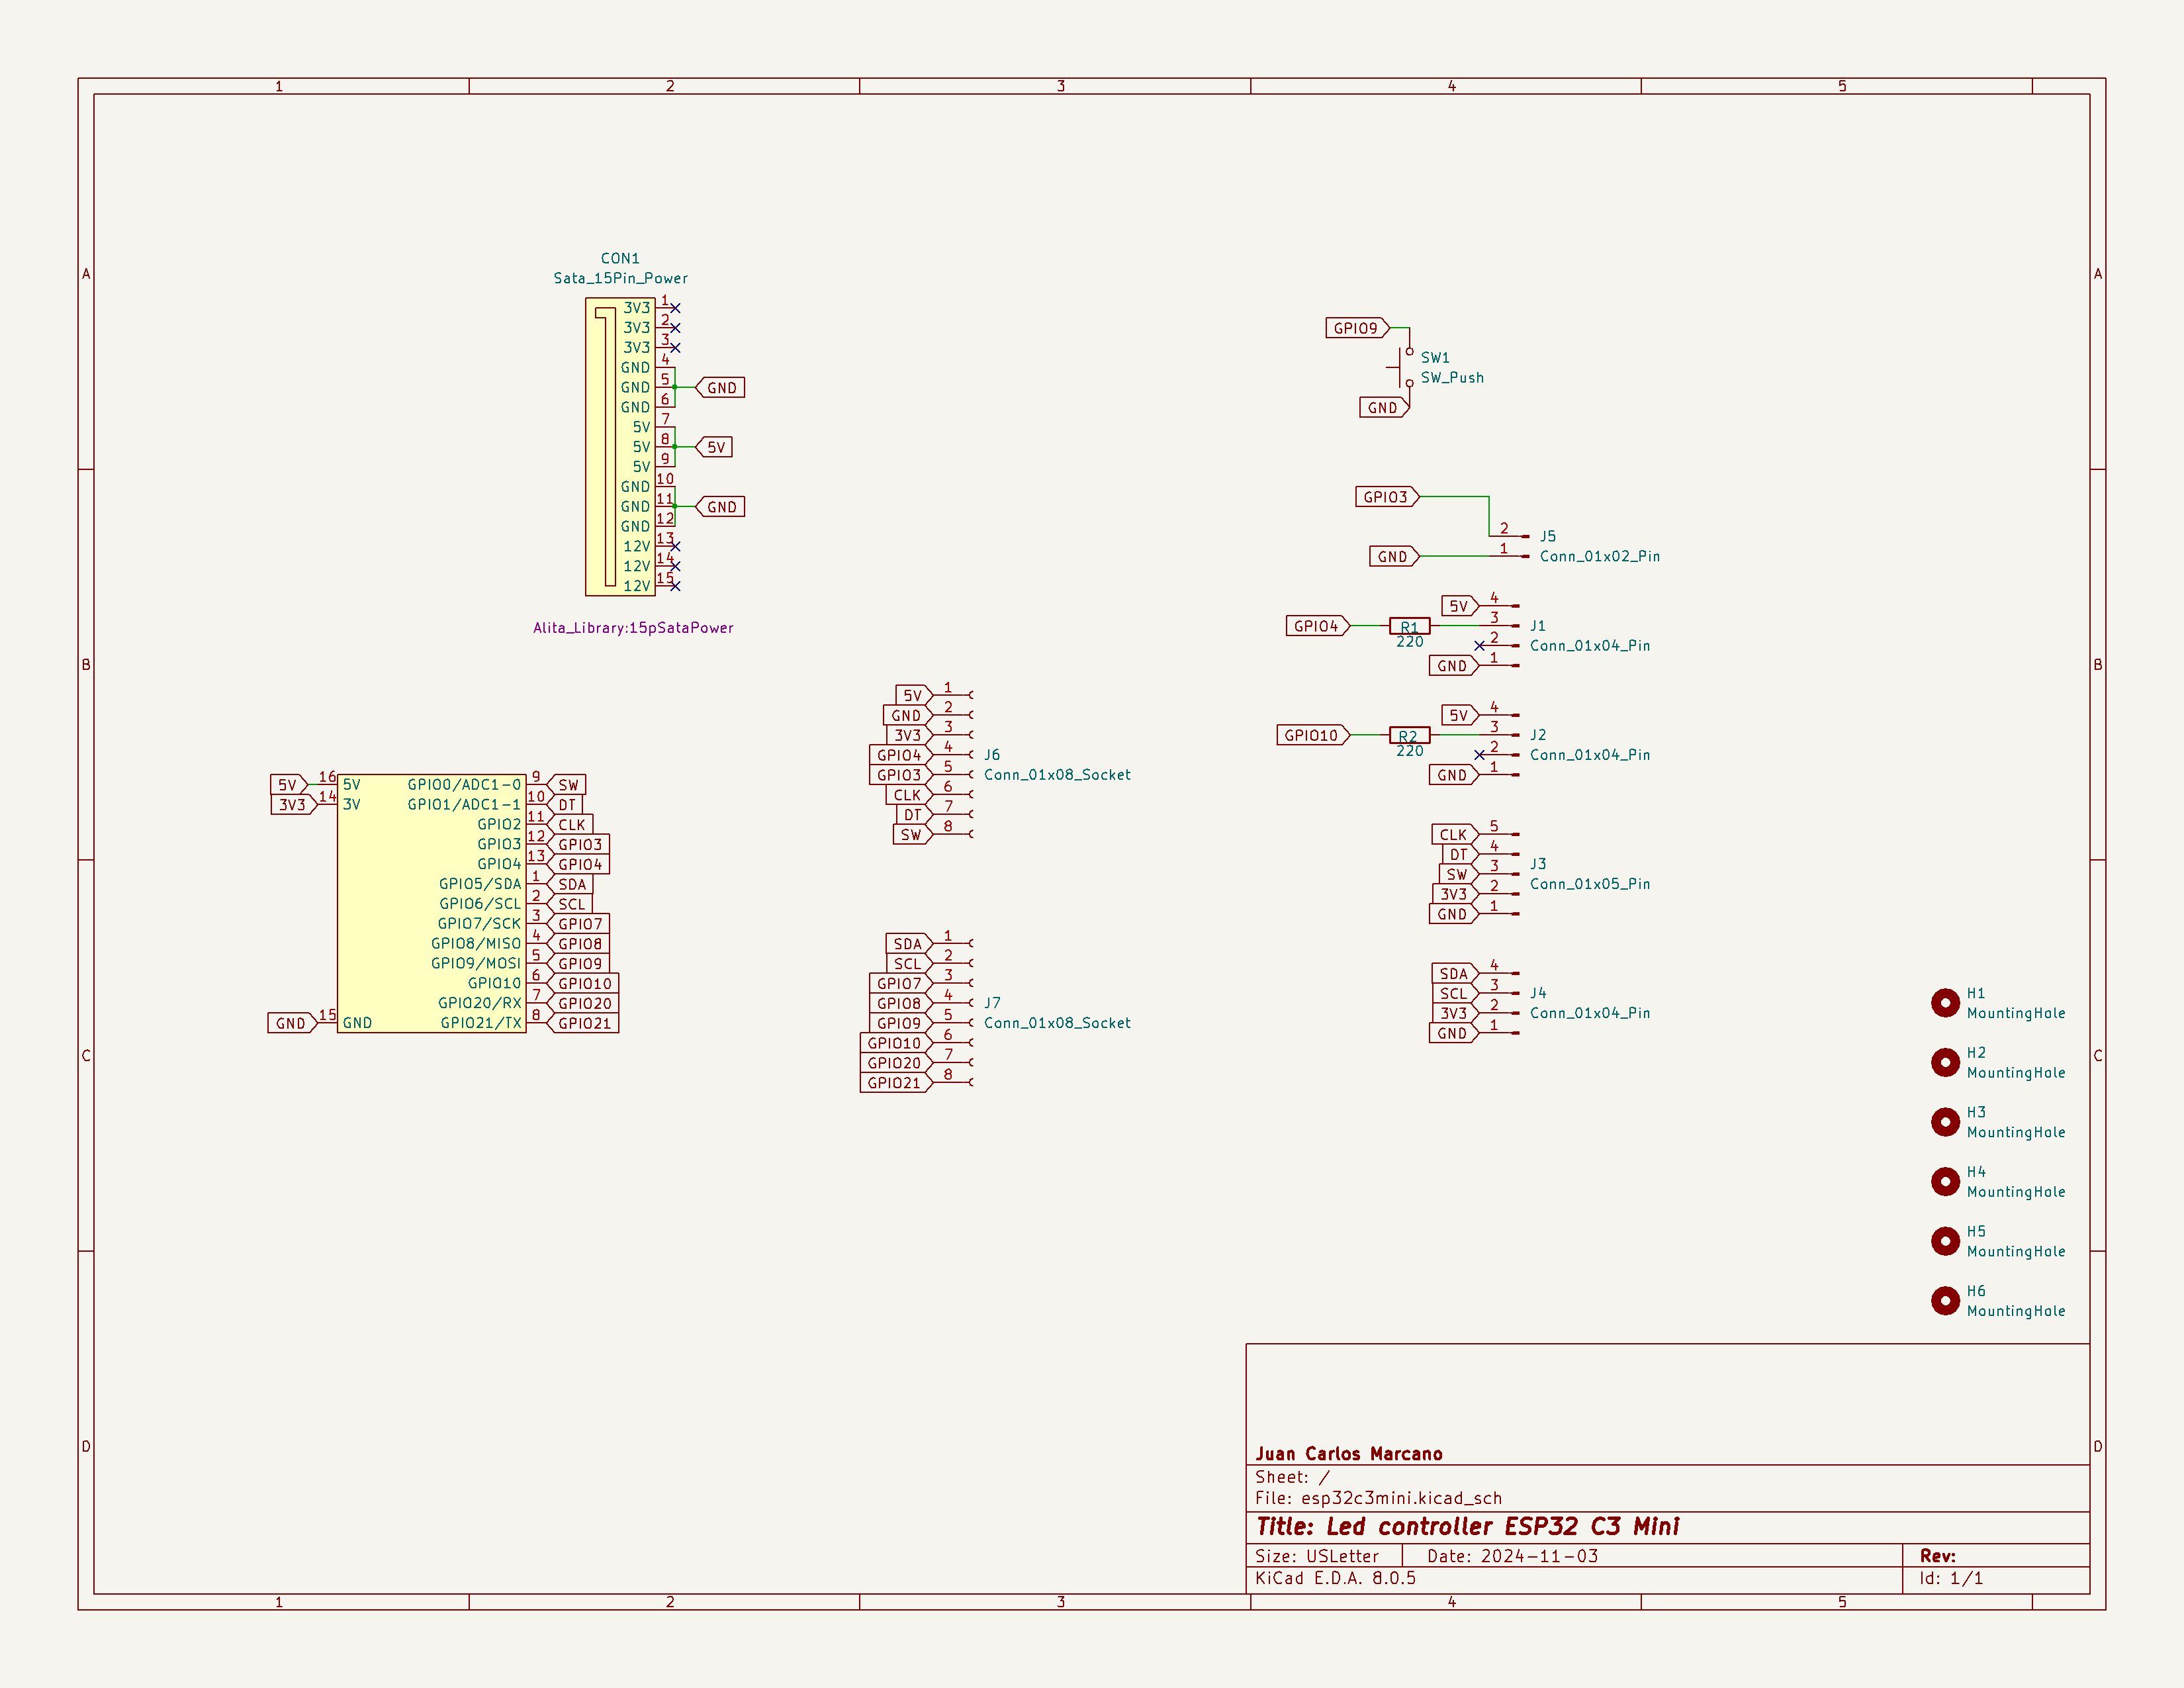 1 2 3 4 5
A A
B B
C C
D D
CON1
Sata_15Pin_Power
3V3 1
3V3 2
3V3 3
GND 4
GND 5 GND
GND 6
5V 7
5V 8 5V
5V 9
GND 10
GND 11 GND
GND 12
12V 13
12V 14
12V 15
Alita_Library:15pSataPower
GPIO9
SW1
SW_Push
GND
GPIO3
2 J5
GND 1 Conn_01x02_Pin
5V 4
GPIO4 R1 3 J1
220 2 Conn_01x04_Pin
GND 1
5V 4
GPIO10 R2 3 J2
220 2 Conn_01x04_Pin
GND 1
5V 1
GND 2
3V3 3
GPIO4 4 J6
GPIO3 5 Conn_01x08_Socket
CLK 6
DT 7
SW 8
5V 16 5V GPIO0/ADC1-0 9 SW
3V3 14 3V GPIO1/ADC1-1 10 DT
GPIO2 11 CLK
GPIO3 12 GPIO3
GPIO4 13 GPIO4
GPIO5/SDA 1 SDA
GPIO6/SCL 2 SCL
GPIO7/SCK 3 GPIO7
GPIO8/MISO 4 GPIO8
GPIO9/MOSI 5 GPIO9
GPIO10 6 GPIO10
GPIO20/RX 7 GPIO20
GND 15 GND GPIO21/TX 8 GPIO21
CLK 5
DT 4 J3
SW 3 Conn_01x05_Pin
3V3 2
GND 1
SDA 1
SCL 2
GPIO7 3
GPIO8 4 J7
GPIO9 5 Conn_01x08_Socket
GPIO10 6
GPIO20 7
GPIO21 8
SDA 4
SCL 3 J4
3V3 2 Conn_01x04_Pin
GND 1
H1
MountingHole
H2
MountingHole
H3
MountingHole
H4
MountingHole
H5
MountingHole
H6
MountingHole
Juan Carlos Marcano
Sheet: /
File: esp32c3mini.kicad_sch
Title: Led controller ESP32 C3 Mini
Size: USLetter Date: 2024-11-03 Rev:
KiCad E.D.A. 8.0.5 Id: 1/1
1 2 3 4 5